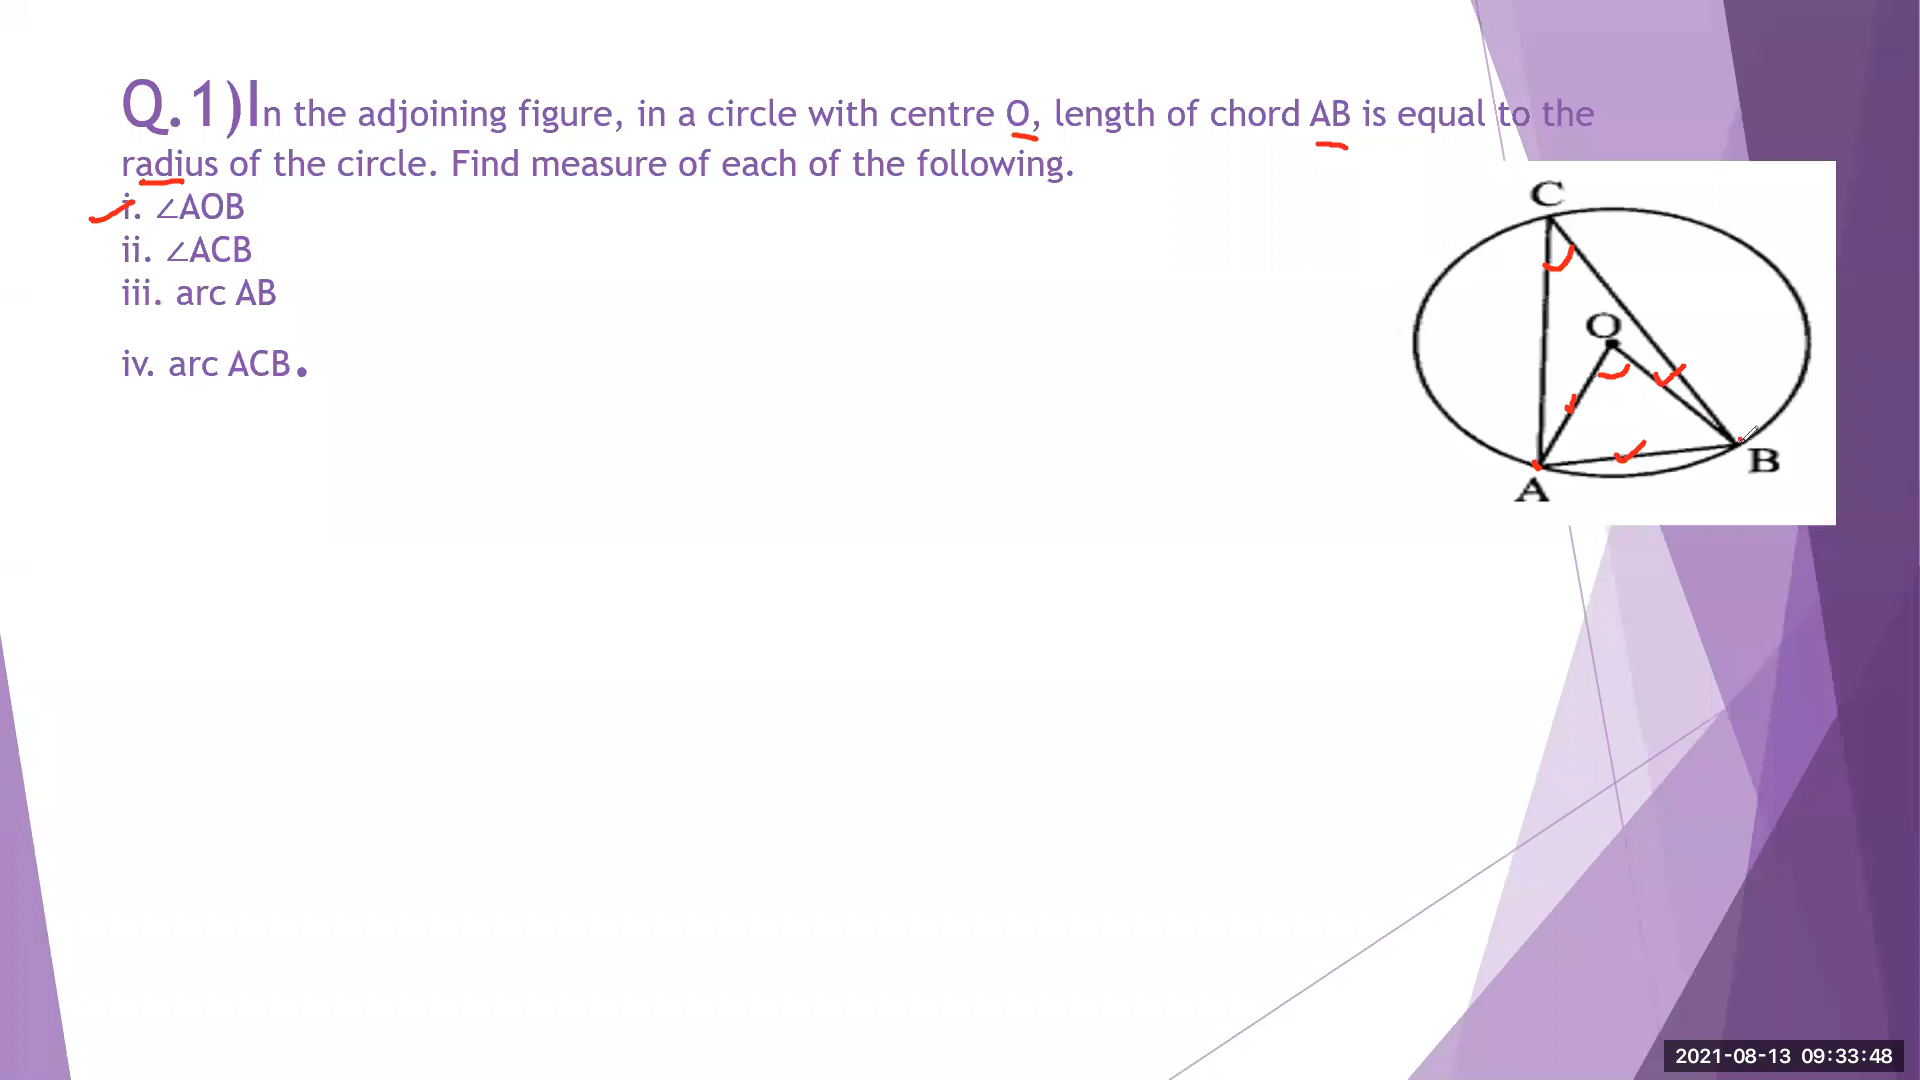 Q.1)In the adjoining figure, in a circle with centre O, length of chord AB is equal to the
radius of the circle. Find measure of each of the following.
i. ∠AOB
ii. ∠ACB
iii. arc AB
iv. arc ACB.
C
O
B
A
2021-08-13 09:33:48